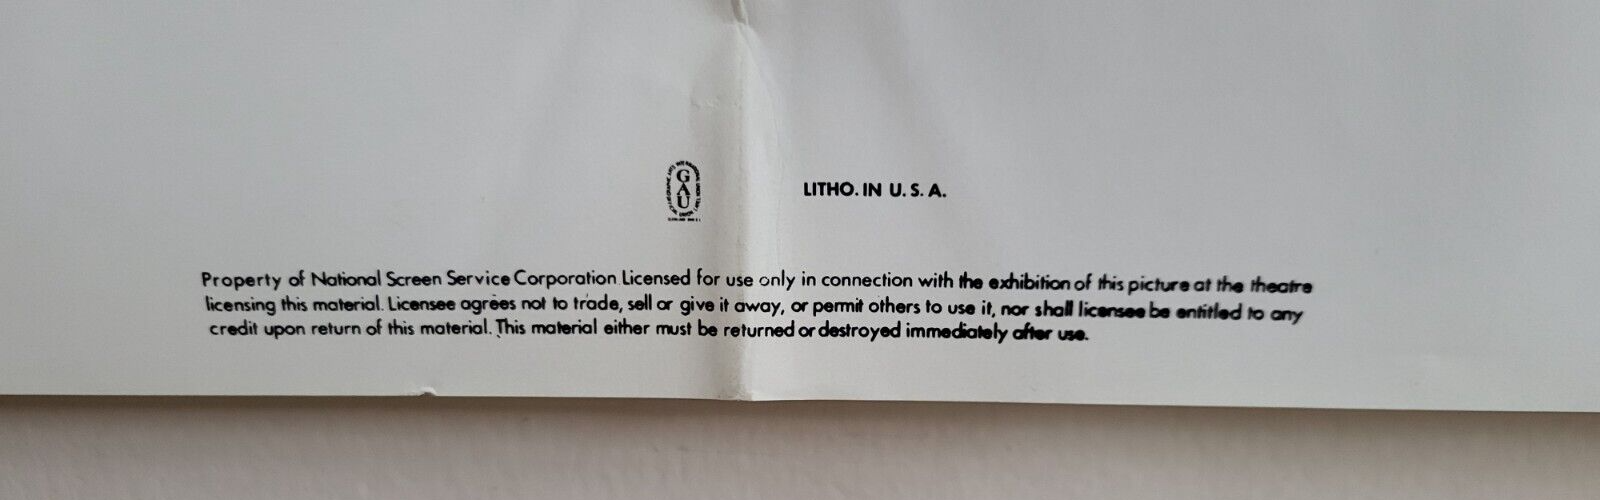 GAU
LITHO. IN U. S. A.
Property of National Screen Service Corporation. Licensed for use only in connection with the exhibition of this picture at the theatre
licensing this material. Licensee agrees not to trade, sell or give it away, or permit others to use it, nor shall licensee be entitled to any
credit upon return of this material. This material either must be returned or destroyed immediately after use.